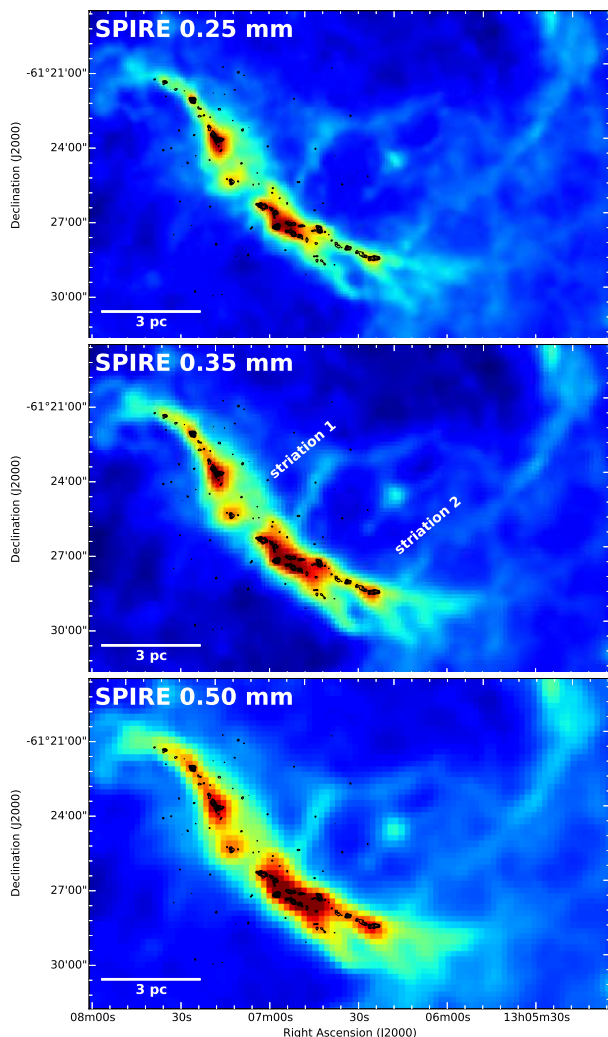 SPIRE 0.25 mm
-61°21'00"
24'00"
27'00"
30'00"
Declination (J2000)
3 pc
SPIRE 0.35 mm
-61°21'00"
24'00"
27'00"
30'00"
Declination (J2000)
striation 1
striation 2
3 pc
SPIRE 0.50 mm
-61°21'00"
24'00"
27'00"
30'00"
Declination (J2000)
3 pc
08m00s 30s 07m00s 30s 06m00s 13h05m30s
Right Ascension (J2000)